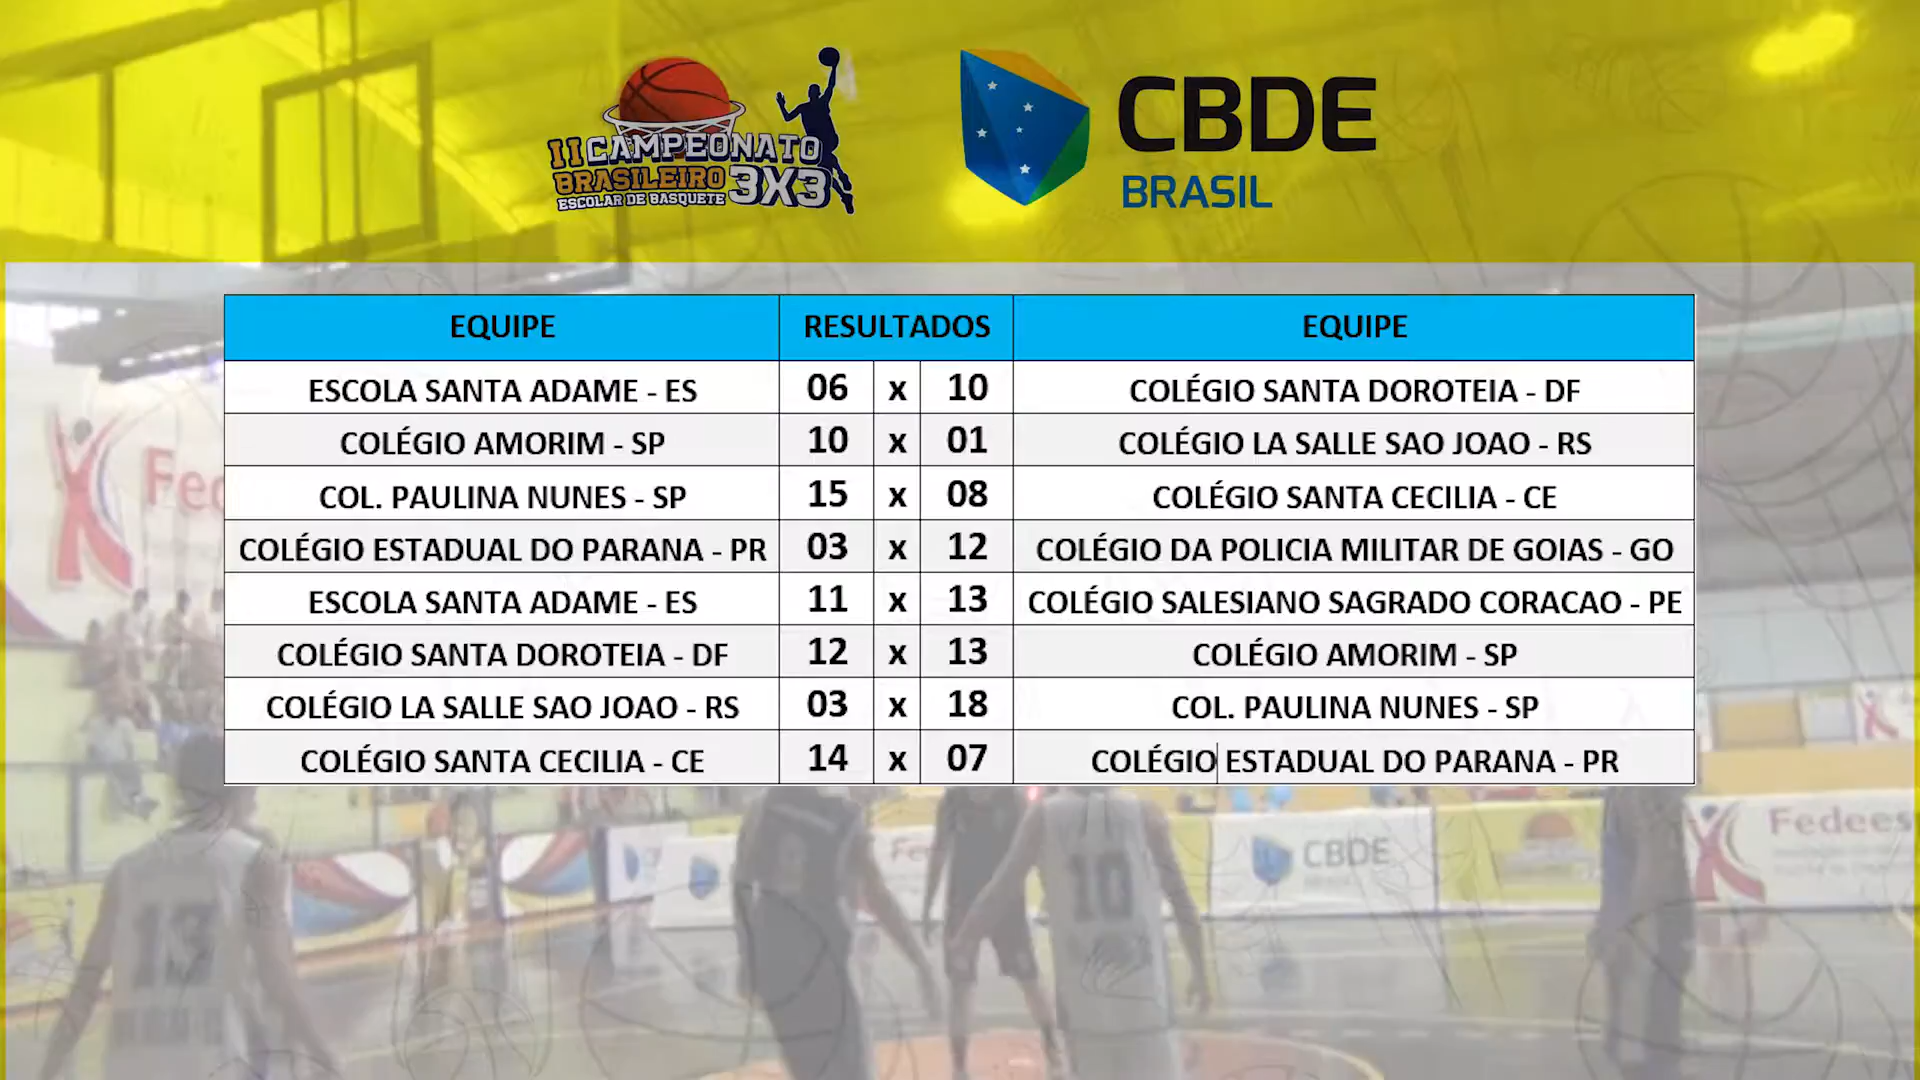 II CAMPEONATO
BRASILEIRO 3X3
ESCOLAR DE BASQUETE
CBDE
BRASIL
EQUIPE RESULTADOS EQUIPE
ESCOLA SANTA ADAME - ES 06 x 10 COLÉGIO SANTA DOROTEIA - DF
COLÉGIO AMORIM - SP 10 x 01 COLÉGIO LA SALLE SAO JOAO - RS
COL. PAULINA NUNES - SP 15 x 08 COLÉGIO SANTA CECILIA - CE
COLÉGIO ESTADUAL DO PARANA - PR 03 x 12 COLÉGIO DA POLICIA MILITAR DE GOIAS - GO
ESCOLA SANTA ADAME - ES 11 x 13 COLÉGIO SALESIANO SAGRADO CORACAO - PE
COLÉGIO SANTA DOROTEIA - DF 12 x 13 COLÉGIO AMORIM - SP
COLÉGIO LA SALLE SAO JOAO - RS 03 x 18 COL. PAULINA NUNES - SP
COLÉGIO SANTA CECILIA - CE 14 x 07 COLÉGIO ESTADUAL DO PARANA - PR
Fedees
CBDE
13
10